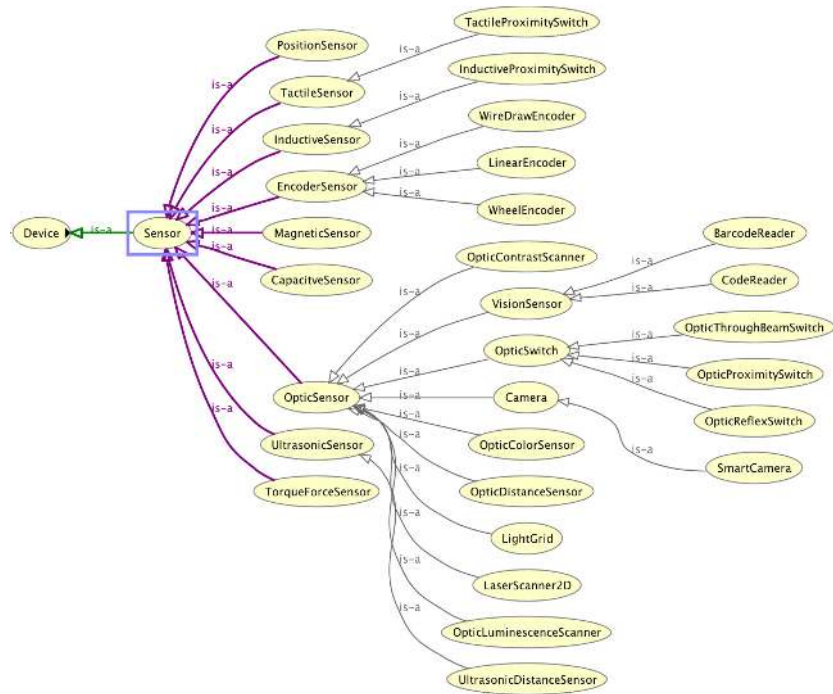 TactileProximitySwitch
is-a
PositionSensor
is-a
InductiveProximitySwitch
is-a
TactileSensor
is-a
WireDrawEncoder
is-a
InductiveSensor
is-a
is-a
LinearEncoder
is-a
EncoderSensor
is-a
is-a
WheelEncoder
Device
is-a
Sensor
is-a
MagneticSensor
BarcodeReader
is-a
OpticContrastScanner
is-a
CapacitveSensor
is-a
CodeReader
is-a
is-a
VisionSensor
is-a
OpticThroughBeamSwitch
is-a
is-a
OpticSwitch
is-a
is-a
is-a
OpticProximitySwitch
OpticSensor
is-a
Camera
is-a
OpticReflexSwitch
is-a
UltrasonicSensor
is-a
OpticColorSensor
is-a
is-a
SmartCamera
TorqueForceSensor
is-a
OpticDistanceSensor
is-a
LightGrid
is-a
LaserScanner2D
is-a
OpticLuminescenceScanner
UltrasonicDistanceSensor